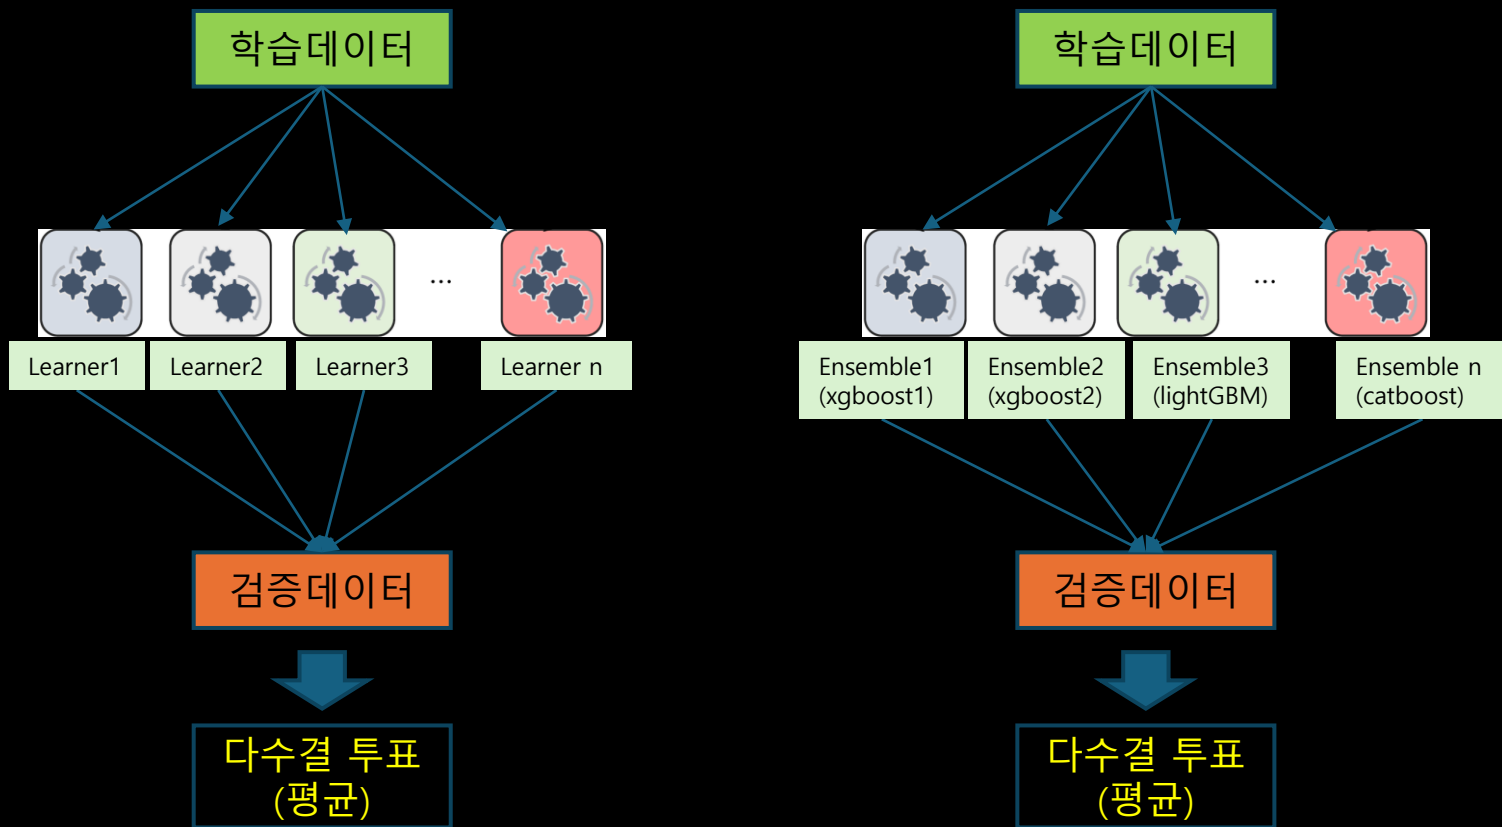 학습데이터
...
Learner1
Learner2
Learner3
Learner n
검증데이터
다수결 투표
(평균)
학습데이터
...
Ensemble1
(xgboost1)
Ensemble2
(xgboost2)
Ensemble3
(lightGBM)
Ensemble n
(catboost)
검증데이터
다수결 투표
(평균)